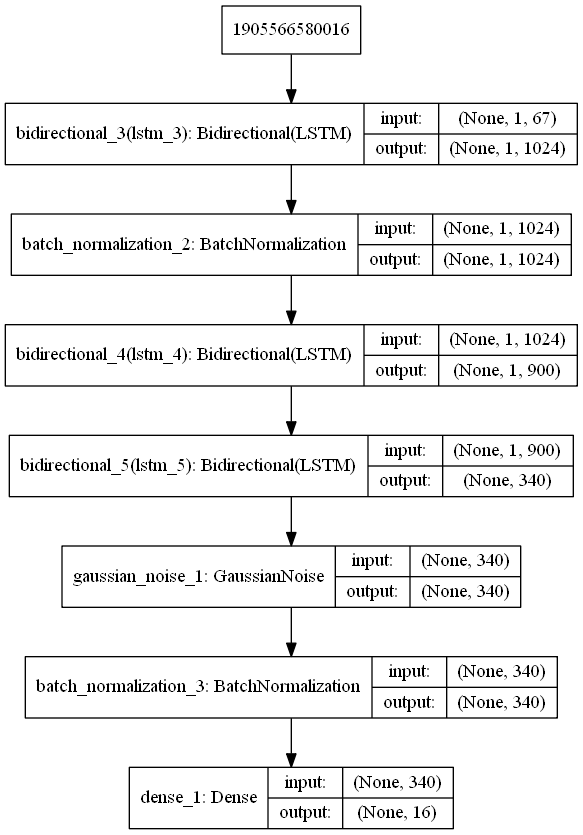 1905566580016
bidirectional_3(lstm_3): Bidirectional(LSTM)
input: (None, 1, 67)
output: (None, 1, 1024)
batch_normalization_2: BatchNormalization
input: (None, 1, 1024)
output: (None, 1, 1024)
bidirectional_4(lstm_4): Bidirectional(LSTM)
input: (None, 1, 1024)
output: (None, 1, 900)
bidirectional_5(lstm_5): Bidirectional(LSTM)
input: (None, 1, 900)
output: (None, 340)
gaussian_noise_1: GaussianNoise
input: (None, 340)
output: (None, 340)
batch_normalization_3: BatchNormalization
input: (None, 340)
output: (None, 340)
dense_1: Dense
input: (None, 340)
output: (None, 16)